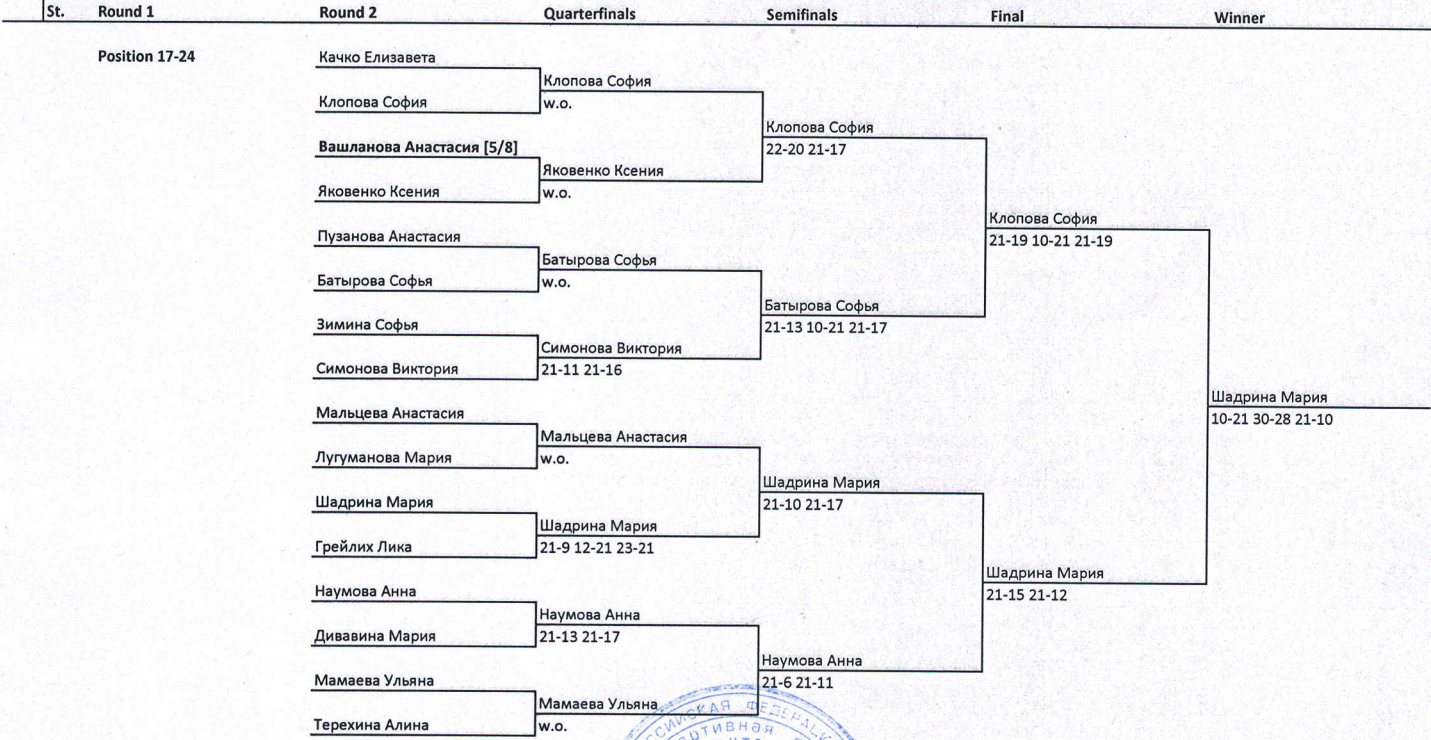 St. Round 1 Round 2 Quarterfinals Semifinals Final Winner
Position 17-24
Качко Елизавета
Клопова София
w.o.
Клопова София
Клопова София
22-20 21-17
Вашланова Анастасия [5/8]
Яковенко Ксения
w.o.
Яковенко Ксения
Клопова София
21-19 10-21 21-19
Пузанова Анастасия
Батырова Софья
w.o.
Батырова Софья
Батырова Софья
21-13 10-21 21-17
Зимина Софья
Симонова Виктория
21-11 21-16
Симонова Виктория
Шадрина Мария
10-21 30-28 21-10
Мальцева Анастасия
Мальцева Анастасия
w.o.
Лугуманова Мария
Шадрина Мария
21-10 21-17
Шадрина Мария
Шадрина Мария
21-9 12-21 23-21
Грейлих Лика
Шадрина Мария
21-15 21-12
Наумова Анна
Наумова Анна
21-13 21-17
Дивавина Мария
Наумова Анна
21-6 21-11
Мамаева Ульяна
Мамаева Ульяна
w.o.
Терехина Алина